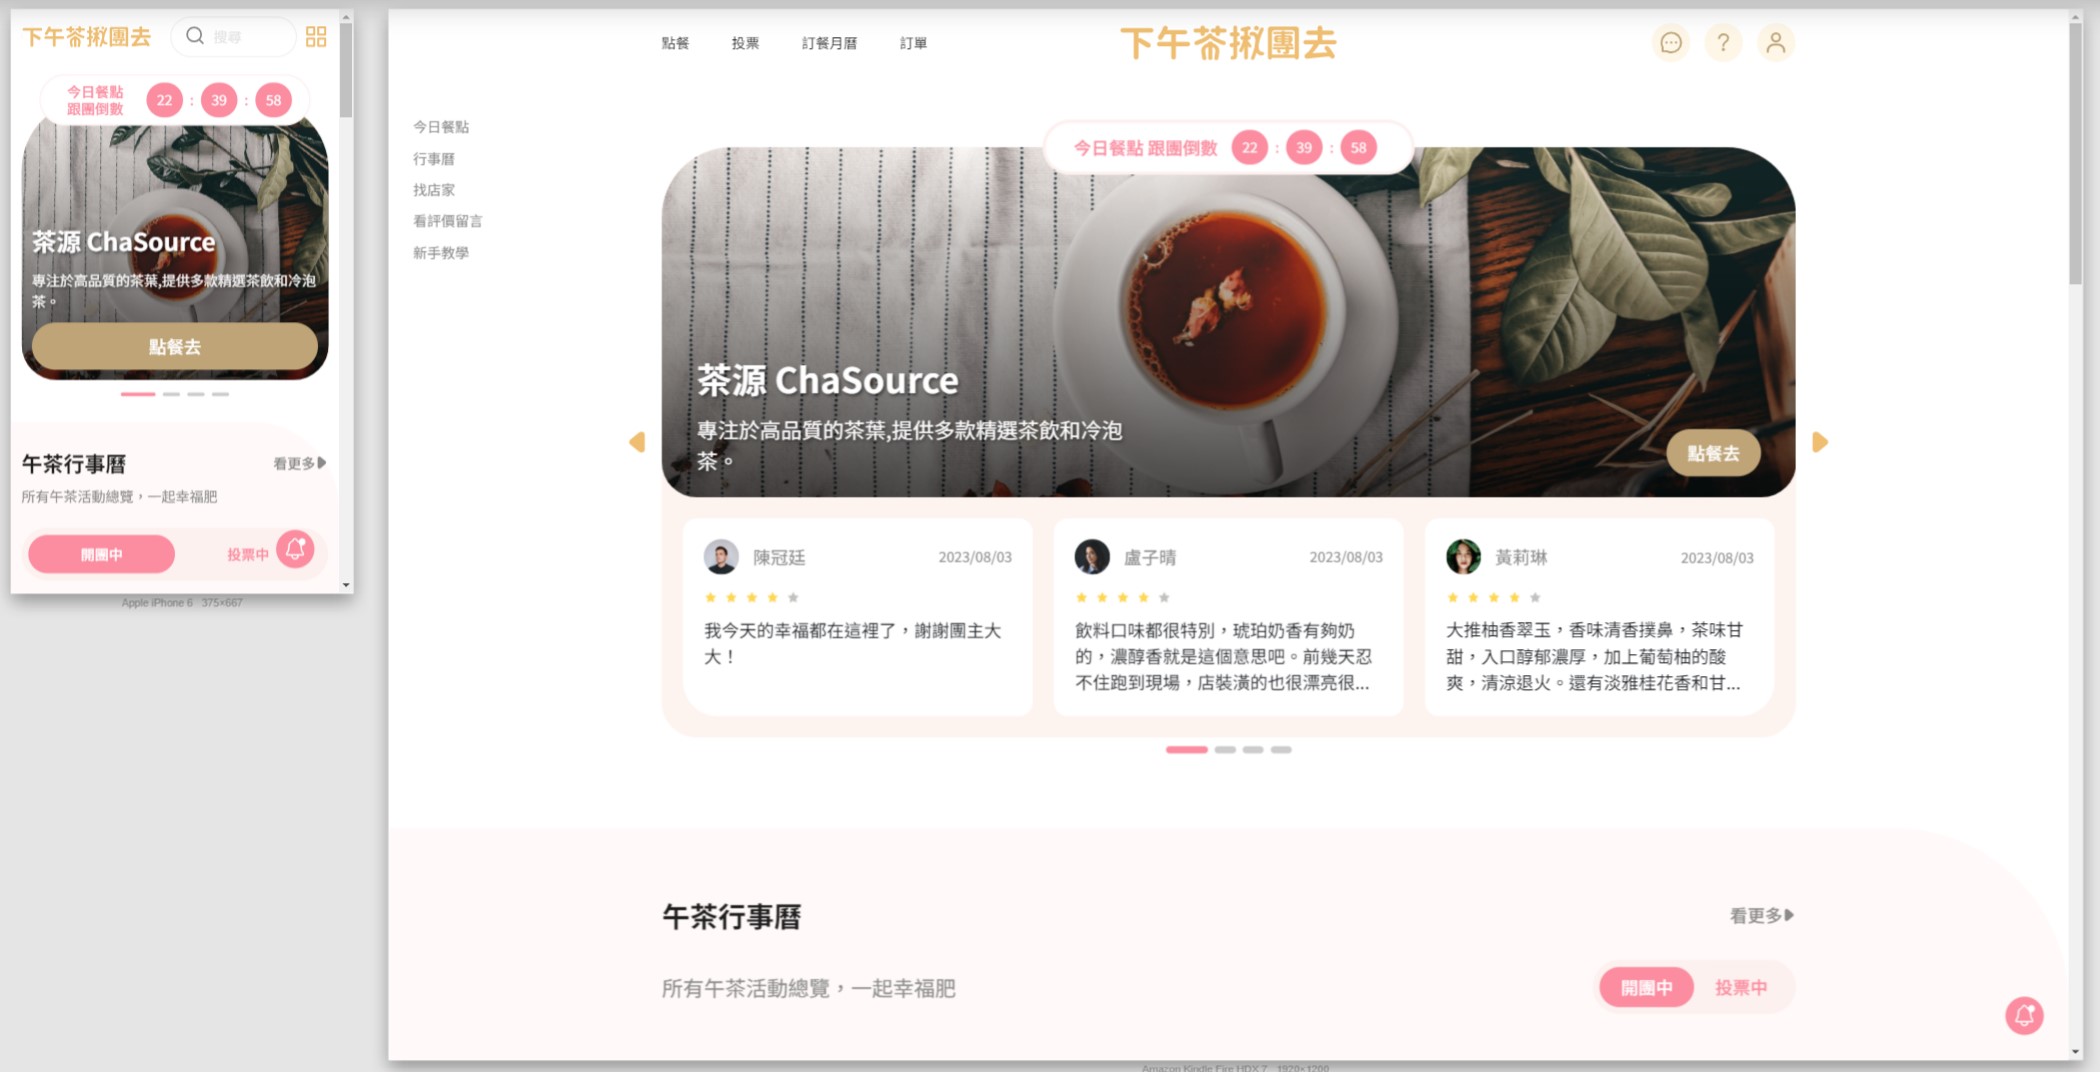 下午茶揪團去
搜尋
今日餐點
跟團倒數
22 : 39 : 58
茶源 ChaSource
專注於高品質的茶葉,提供多款精選茶飲和冷泡
茶。
點餐去
午茶行事曆
看更多
所有午茶活動總覽，一起幸福肥
開團中
投票中
Apple iPhone 6 375×667
點餐 投票 訂餐月曆 訂單
下午茶揪團去
?
今日餐點
行事曆
找店家
看評價留言
新手教學
今日餐點 跟團倒數 22 : 39 : 58
茶源 ChaSource
專注於高品質的茶葉,提供多款精選茶飲和冷泡
茶。
點餐去
陳冠廷 2023/08/03
我今天的幸福都在這裡了，謝謝團主大
大！
盧子晴 2023/08/03
飲料口味都很特別，琥珀奶香有夠奶
的，濃醇香就是這個意思吧。前幾天忍
不住跑到現場，店裝潢的也很漂亮很...
黃莉琳 2023/08/03
大推柚香翠玉，香味清香撲鼻，茶味甘
甜，入口醇郁濃厚，加上葡萄柚的酸
爽，清涼退火。還有淡雅桂花香和甘...
午茶行事曆
看更多
所有午茶活動總覽，一起幸福肥
開團中
投票中
Amazon Kindle Fire HDX 7 1920×1200